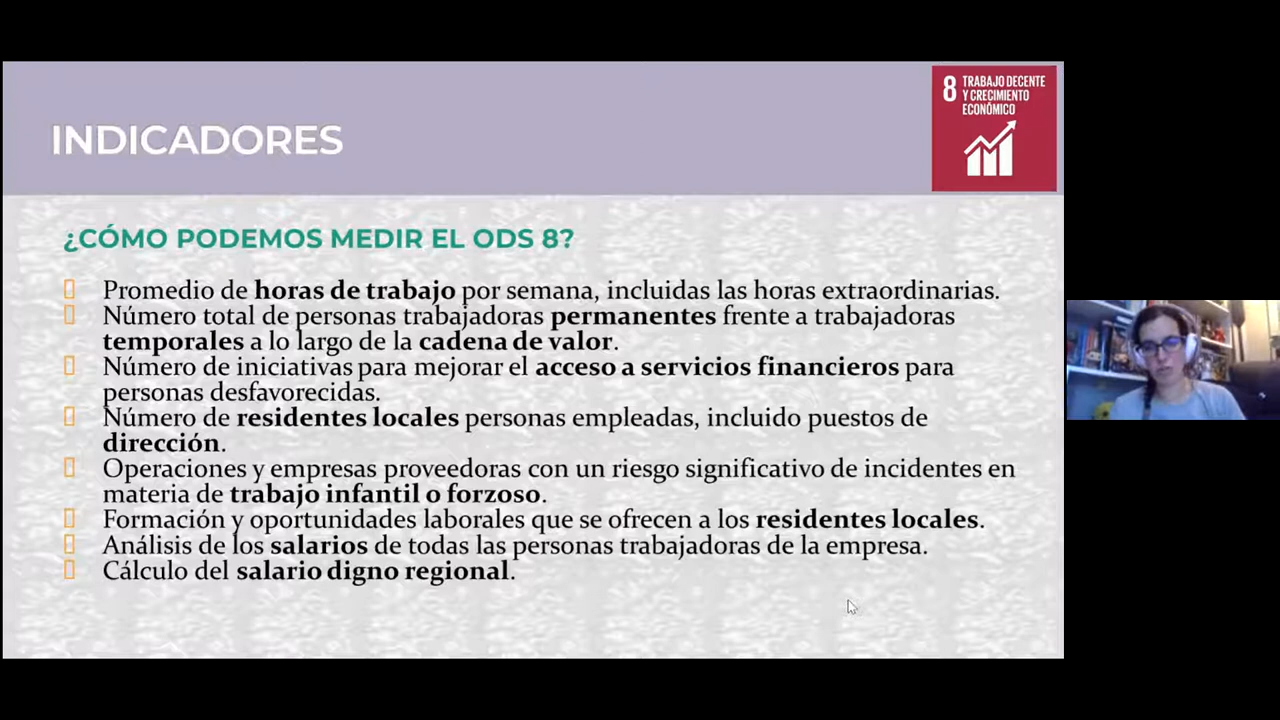 INDICADORES
8 TRABAJO DECENTE
Y CRECIMIENTO
ECONÓMICO
¿CÓMO PODEMOS MEDIR EL ODS 8?
Promedio de horas de trabajo por semana, incluidas las horas extraordinarias.
Número total de personas trabajadoras permanentes frente a trabajadoras
temporales a lo largo de la cadena de valor.
Número de iniciativas para mejorar el acceso a servicios financieros para
personas desfavorecidas.
Número de residentes locales personas empleadas, incluido puestos de
dirección.
Operaciones y empresas proveedoras con un riesgo significativo de incidentes en
materia de trabajo infantil o forzoso.
Formación y oportunidades laborales que se ofrecen a los residentes locales.
Análisis de los salarios de todas las personas trabajadoras de la empresa.
Cálculo del salario digno regional.